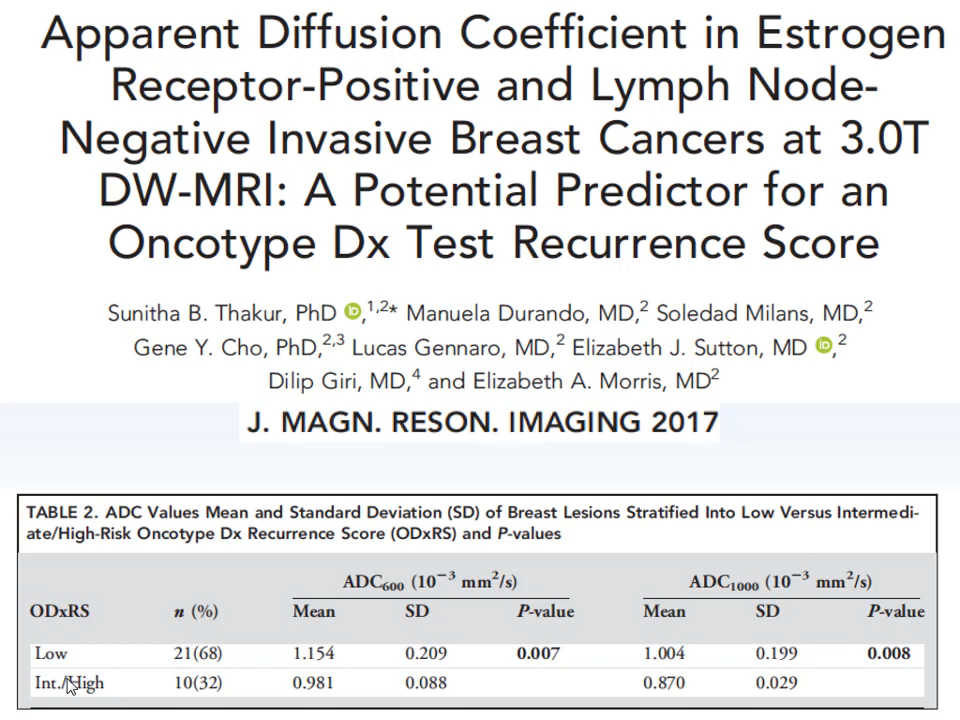 Apparent Diffusion Coefficient in Estrogen
Receptor-Positive and Lymph Node-
Negative Invasive Breast Cancers at 3.0T
DW-MRI: A Potential Predictor for an
Oncotype Dx Test Recurrence Score
Sunitha B. Thakur, PhD iD,1,2* Manuela Durando, MD,2 Soledad Milans, MD,2
Gene Y. Cho, PhD,2,3 Lucas Gennaro, MD,2 Elizabeth J. Sutton, MD iD,2
Dilip Giri, MD,4 and Elizabeth A. Morris, MD2
J. MAGN. RESON. IMAGING 2017
TABLE 2. ADC Values Mean and Standard Deviation (SD) of Breast Lesions Stratified Into Low Versus Intermedi-
ate/High-Risk Oncotype Dx Recurrence Score (ODxRS) and P-values
ADC600 (10−3 mm2/s) ADC1000 (10−3 mm2/s)
ODxRS n (%) Mean SD P-value Mean SD P-value
Low 21(68) 1.154 0.209 0.007 1.004 0.199 0.008
Int./High 10(32) 0.981 0.088 0.870 0.029